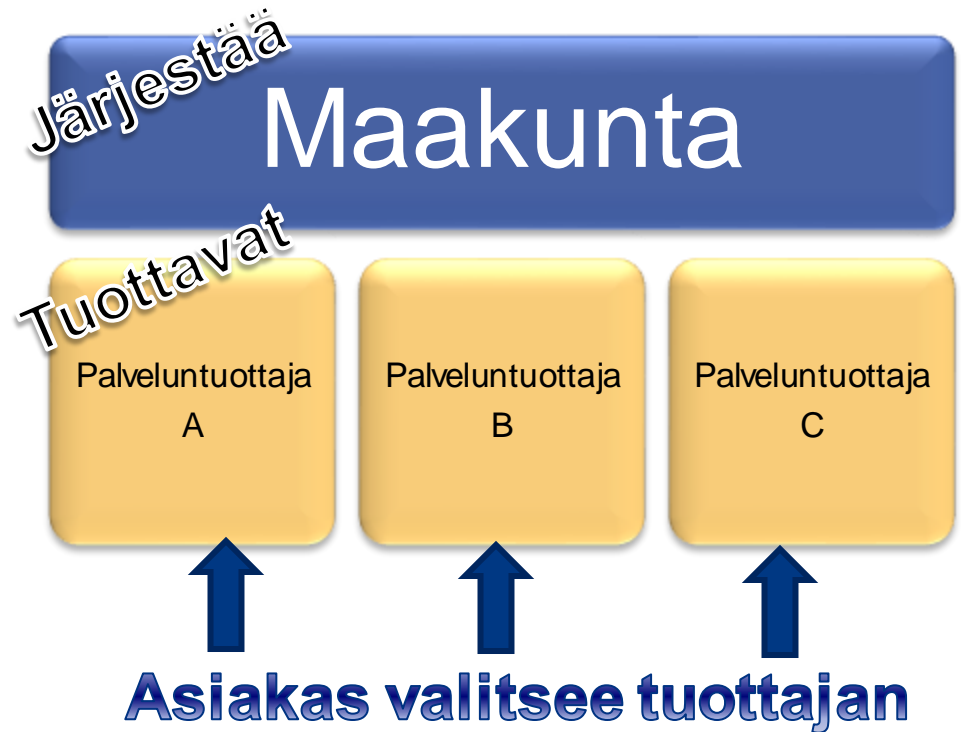 Järjestää
Maakunta
Tuottavat
Palveluntuottaja
A
Palveluntuottaja
B
Palveluntuottaja
C
Asiakas valitsee tuottajan